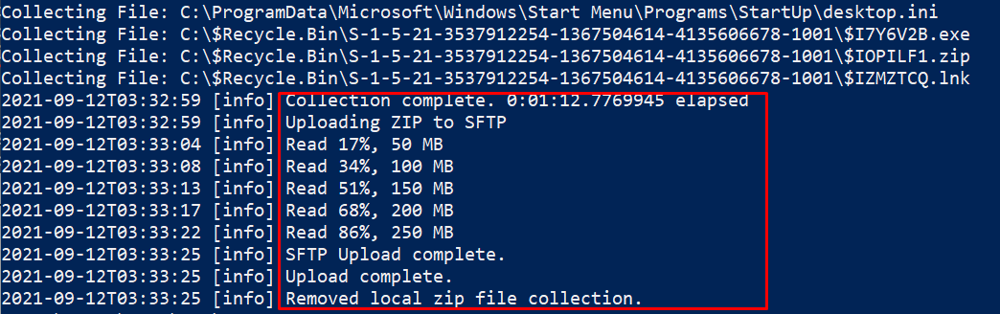 Collecting File: C:\ProgramData\Microsoft\Windows\Start Menu\Programs\StartUp\desktop.ini
Collecting File: C:\$Recycle.Bin\S-1-5-21-3537912254-1367504614-4135606678-1001\$I7Y6V2B.exe
Collecting File: C:\$Recycle.Bin\S-1-5-21-3537912254-1367504614-4135606678-1001\$IOPILF1.zip
Collecting File: C:\$Recycle.Bin\S-1-5-21-3537912254-1367504614-4135606678-1001\$IZMZTCQ.lnk
2021-09-12T03:32:59 [info] Collection complete. 0:01:12.7769945 elapsed
2021-09-12T03:32:59 [info] Uploading ZIP to SFTP
2021-09-12T03:33:04 [info] Read 17%, 50 MB
2021-09-12T03:33:08 [info] Read 34%, 100 MB
2021-09-12T03:33:13 [info] Read 51%, 150 MB
2021-09-12T03:33:17 [info] Read 68%, 200 MB
2021-09-12T03:33:22 [info] Read 86%, 250 MB
2021-09-12T03:33:25 [info] SFTP Upload complete.
2021-09-12T03:33:25 [info] Upload complete.
2021-09-12T03:33:25 [info] Removed local zip file collection.